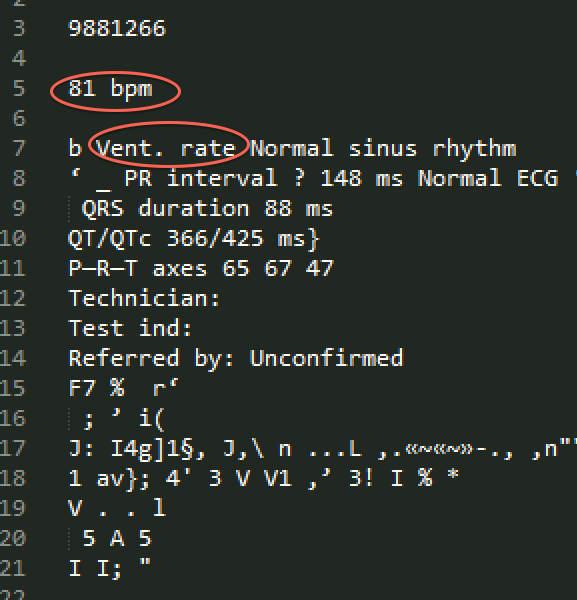 2
3 9881266
4
5 81 bpm
6
7 b Vent. rate Normal sinus rhythm
8 ‘ _ PR interval ? 148 ms Normal ECG
9 QRS duration 88 ms
10 QT/QTc 366/425 ms}
11 P—R—T axes 65 67 47
12 Technician:
13 Test ind:
14 Referred by: Unconfirmed
15 F7 %  r‘
16 ; ’ i(
17 J: I4g]1§, J,\ n ...L ,.«~«~»-., ,n""
18 1 av}; 4' 3 V V1 ,’ 3! I % *
19 V . . l
20 5 A 5
21 I I; "
22